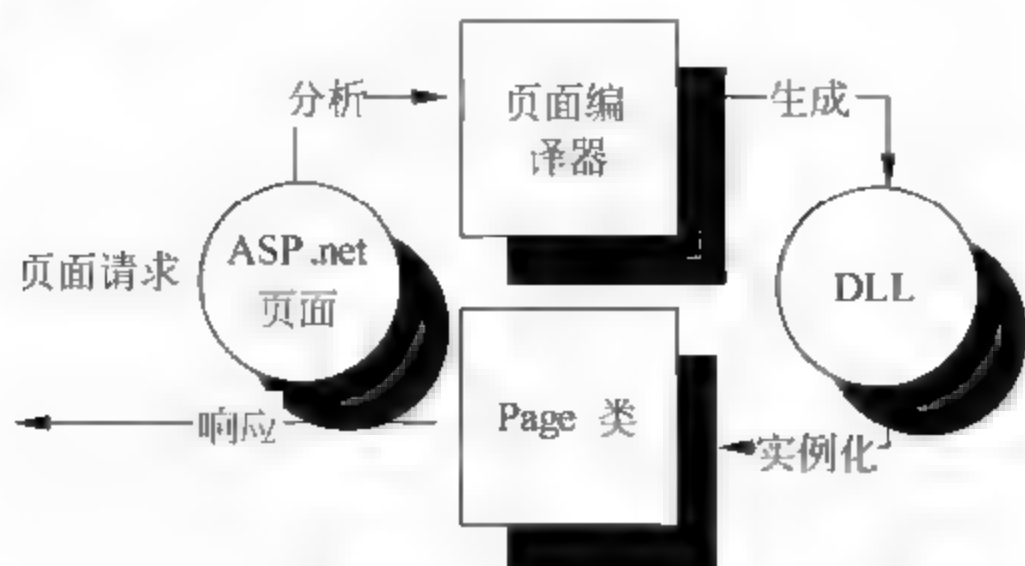 分析
页面编
译器
生成
页面请求
ASP.net
页面
DLL
响应
Page 类
实例化